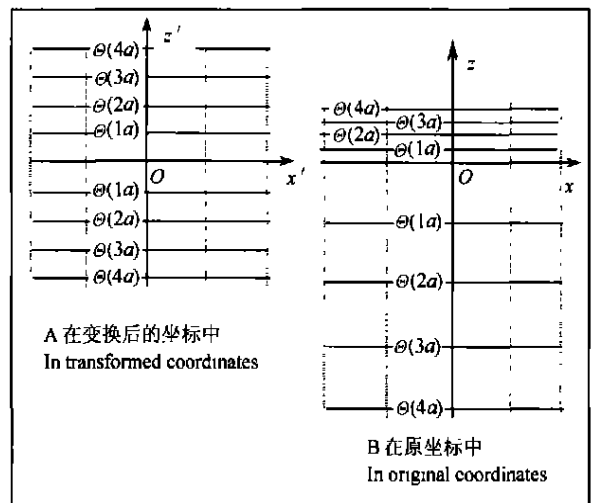 z′
Θ(4a)
Θ(3a)
Θ(2a)
Θ(1a)
O
x′
Θ(1a)
Θ(2a)
Θ(3a)
Θ(4a)
A 在变换后的坐标中
In transformed coordinates
z
Θ(4a)
Θ(3a)
Θ(2a)
Θ(1a)
O
x
Θ(1a)
Θ(2a)
Θ(3a)
Θ(4a)
B 在原坐标中
In original coordinates